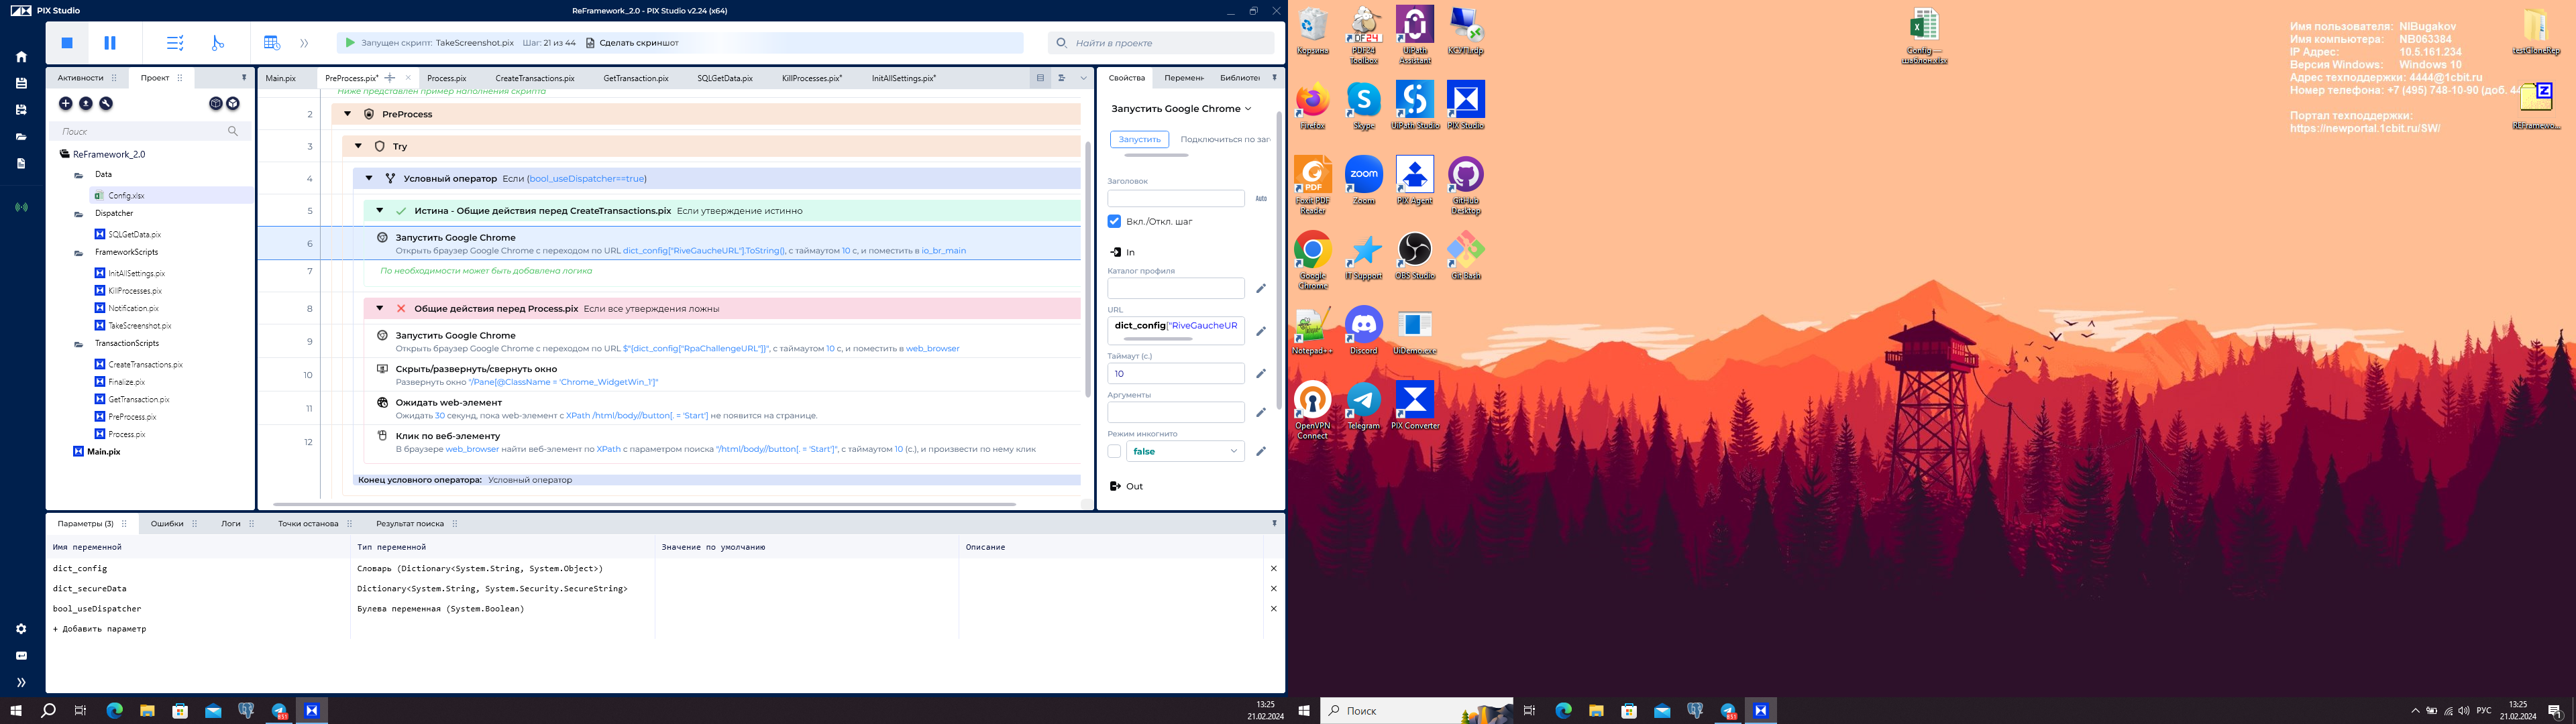 PIX Studio
ReFramework_2.0 - PIX Studio v2.24 (x64)
Запущен скрипт: TakeScreenshot.pix Шаг: 21 из 44 Сделать скриншот
Найти в проекте
Активности
Проект
Main.pix
PreProcess.pix*
Process.pix
CreateTransactions.pix
GetTransaction.pix
SQLGetData.pix
KillProcesses.pix*
InitAllSettings.pix*
Поиск
ReFramework_2.0
Data
Config.xlsx
Dispatcher
SQLGetData.pix
FrameworkScripts
InitAllSettings.pix
KillProcesses.pix
Notification.pix
TakeScreenshot.pix
TransactionScripts
CreateTransactions.pix
Finalize.pix
GetTransaction.pix
PreProcess.pix
Process.pix
Main.pix
Ниже представлен пример наполнения скрипта
2 PreProcess
3 Try
4 Условный оператор Если (bool_useDispatcher==true)
5 Истина - Общие действия перед CreateTransactions.pix Если утверждение истинно
6 Запустить Google Chrome
Открыть браузер Google Chrome с переходом по URL dict_config["RiveGaucheURL"].ToString(), с таймаутом 10 с, и поместить в io_br_main
7 По необходимости может быть добавлена логика
8 Общие действия перед Process.pix Если все утверждения ложны
9 Запустить Google Chrome
Открыть браузер Google Chrome с переходом по URL $"{dict_config["RpaChallengeURL"]}", с таймаутом 10 с, и поместить в web_browser
10 Скрыть/развернуть/свернуть окно
Развернуть окно "/Pane[@ClassName = 'Chrome_WidgetWin_1']"
11 Ожидать web-элемент
Ожидать 30 секунд, пока web-элемент с XPath /html/body//button[. = 'Start'] не появится на странице.
12 Клик по веб-элементу
В браузере web_browser найти веб-элемент по XPath с параметром поиска "/html/body//button[. = 'Start']", с таймаутом 10 (с.), и произвести по нему клик
Конец условного оператора: Условный оператор
Свойства
Переменн
Библиотек
Запустить Google Chrome
Запустить
Подключиться по заг
Заголовок
Auto
Вкл./Откл. шаг
In
Каталог профиля
URL
dict_config["RiveGaucheUR
Таймаут (с.)
10
Аргументы
Режим инкогнито
false
Out
Параметры (3)
Ошибки
Логи
Точки останова
Результат поиска
Имя переменной Тип переменной Значение по умолчанию Описание
dict_config Словарь (Dictionary<System.String, System.Object>)
dict_secureData Dictionary<System.String, System.Security.SecureString>
bool_useDispatcher Булева переменная (System.Boolean)
+ Добавить параметр
13:25
21.02.2024
Корзина
PDF24 Toolbox
UiPath Assistant
КСУП.rdp
Firefox
Skype
UiPath Studio
PIX Studio
Foxit PDF Reader
Zoom
PIX Agent
GitHub Desktop
Google Chrome
IT Support
OBS Studio
Git Bash
Notepad++
Discord
UiDemo.exe
OpenVPN Connect
Telegram
PIX Converter
Config — шаблон.xlsx
Имя пользователя: NIBugakov
Имя компьютера: NB063384
IP Адрес: 10.5.161.234
Версия Windows: Windows 10
Адрес техподдержки: 4444@1cbit.ru
Номер телефона: +7 (495) 748-10-90 (доб. 44
Портал техподдержки:
https://newportal.1cbit.ru/SW/
testCloneRep
REFramewo...
Поиск
РУС
13:25
21.02.2024